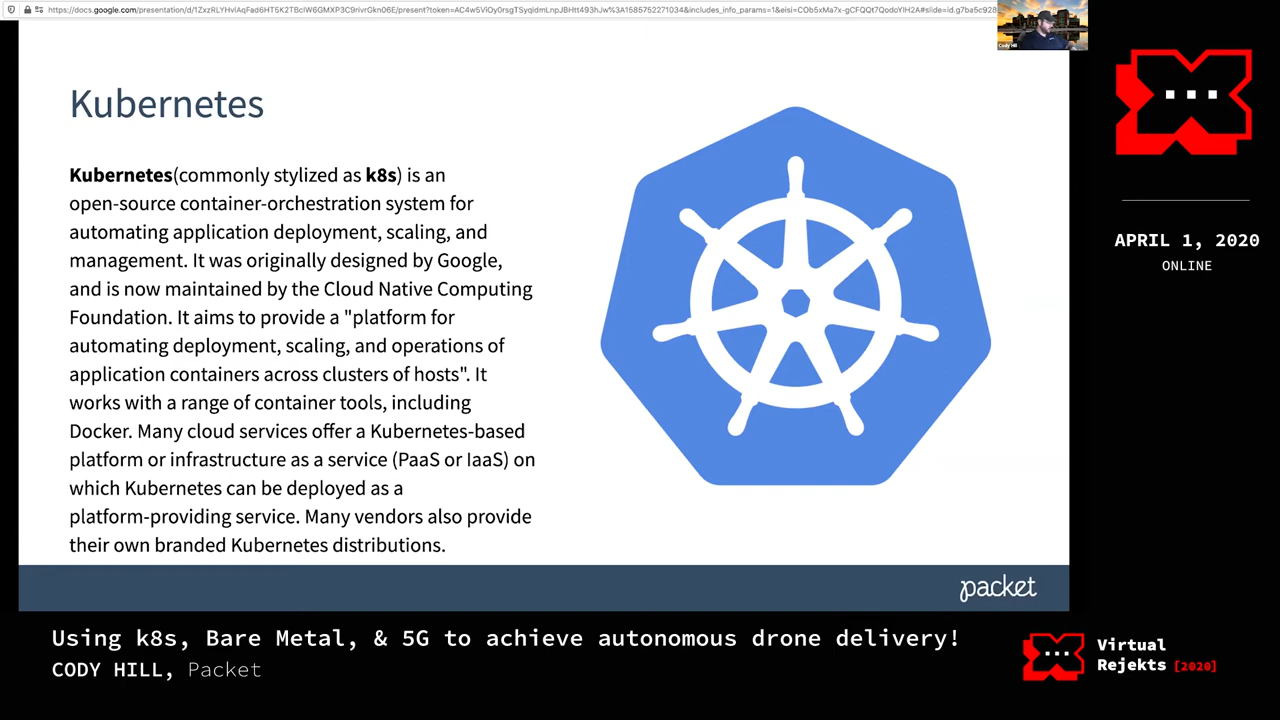 Kubernetes
Kubernetes(commonly stylized as k8s) is an
open-source container-orchestration system for
automating application deployment, scaling, and
management. It was originally designed by Google,
and is now maintained by the Cloud Native Computing
Foundation. It aims to provide a "platform for
automating deployment, scaling, and operations of
application containers across clusters of hosts". It
works with a range of container tools, including
Docker. Many cloud services offer a Kubernetes-based
platform or infrastructure as a service (PaaS or IaaS) on
which Kubernetes can be deployed as a
platform-providing service. Many vendors also provide
their own branded Kubernetes distributions.
packet
Cody Hill
APRIL 1, 2020
ONLINE
Using k8s, Bare Metal, & 5G to achieve autonomous drone delivery!
CODY HILL, Packet
Virtual
Rejekts [2020]